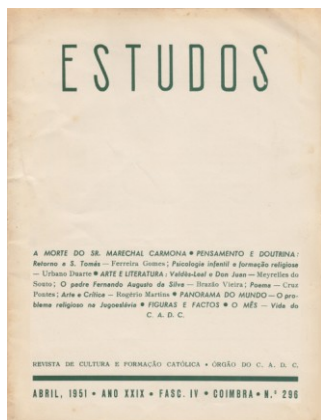 ESTUDOS
A MORTE DO SR. MARECHAL CARMONA • PENSAMENTO E DOUTRINA:
Retorno a S. Tomás — Ferreira Gomes; Psicologia infantil e formação religiosa
— Urbano Duarte • ARTE E LITERATURA: Valdès-Leal e Don Juan — Meyrelles do
Souto; O padre Fernando Augusto da Silva — Brazão Vieira; Poema — Cruz
Pontes; Arte e Crítica — Rogério Martins • PANORAMA DO MUNDO — O pro-
blema religioso na Jugoeslávia • FIGURAS E FACTOS • O MÊS — Vida do
C. A. D. C.
REVISTA DE CULTURA E FORMAÇÃO CATÓLICA • ÓRGÃO DO C. A. D. C.
ABRIL, 1951 • ANO XXIX • FASC. IV • COIMBRA • N.º 296